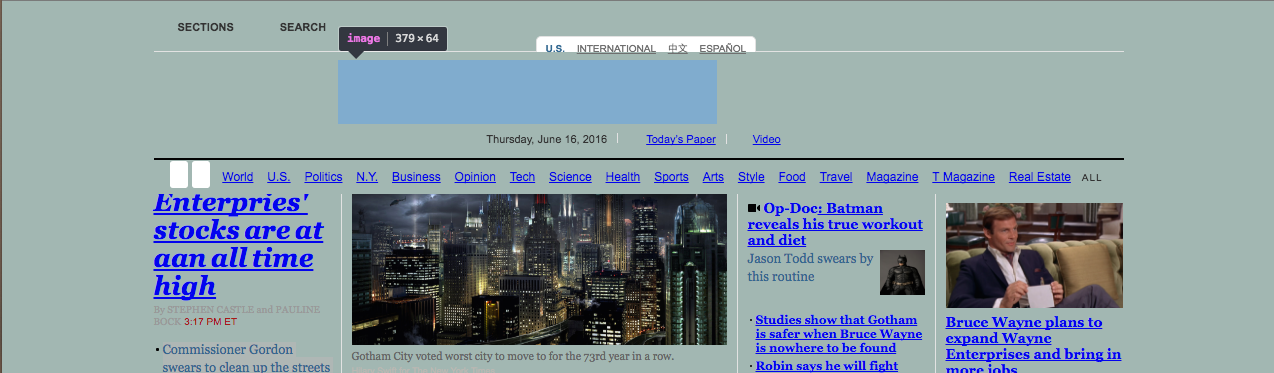 SECTIONS SEARCH
image 379 × 64
U.S. INTERNATIONAL 中文 ESPAÑOL
Thursday, June 16, 2016 Today's Paper Video
World U.S. Politics N.Y. Business Opinion Tech Science Health Sports Arts Style Food Travel Magazine T Magazine Real Estate ALL
Enterpries'
stocks are at
aan all time
high
By STEPHEN CASTLE and PAULINE
BOCK 3:17 PM ET
· Commissioner Gordon
swears to clean up the streets
Gotham City voted worst city to move to for the 73rd year in a row.
Op-Doc: Batman
reveals his true workout
and diet
Jason Todd swears by
this routine
· Studies show that Gotham
is safer when Bruce Wayne
is nowhere to be found
· Robin says he will fight
Bruce Wayne plans to
expand Wayne
Enterprises and bring in
more jobs